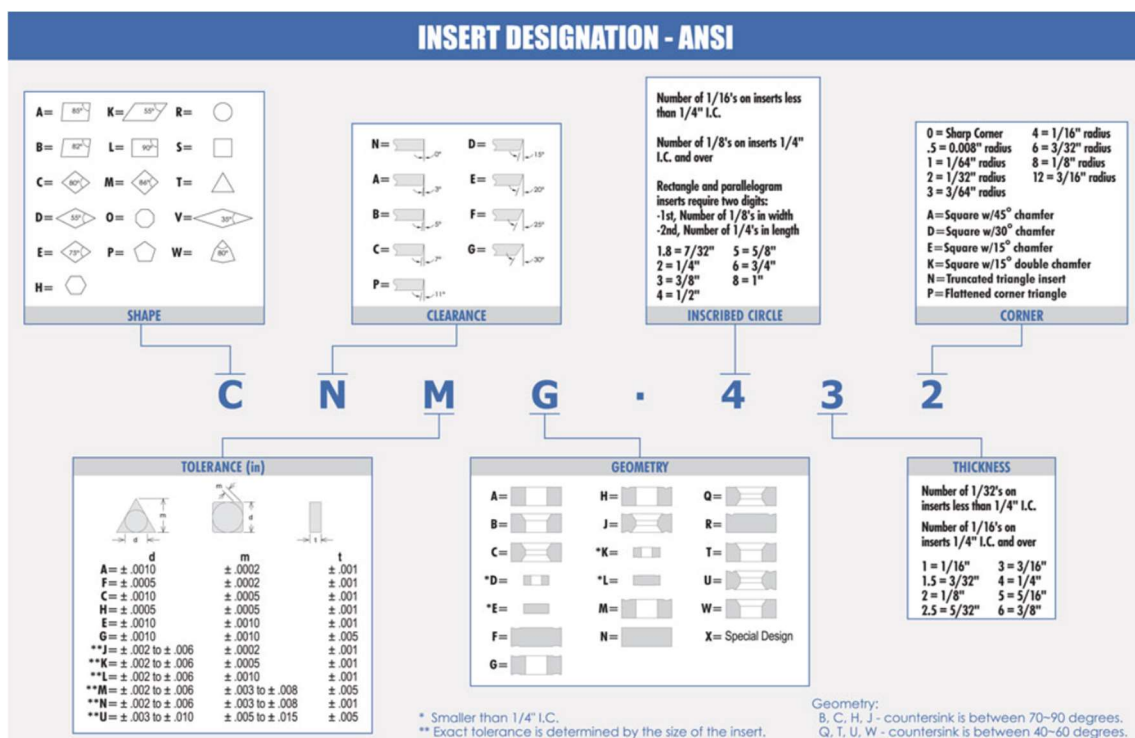 INSERT DESIGNATION - ANSI
A= 85° K= 55° R=
B= 82° L= 90° S=
C= 80° M= 86° T=
D= 55° O= V= 35°
E= 75° P= W= 80°
H=
SHAPE
N= 0° D= 15°
A= 3° E= 20°
B= 5° F= 25°
C= 7° G= 30°
P= 11°
CLEARANCE
Number of 1/16's on inserts less
than 1/4" I.C.
Number of 1/8's on inserts 1/4"
I.C. and over
Rectangle and parallelogram
inserts require two digits:
-1st, Number of 1/8's in width
-2nd, Number of 1/4's in length
1.8 = 7/32" 5 = 5/8"
2 = 1/4" 6 = 3/4"
3 = 3/8" 8 = 1"
4 = 1/2"
INSCRIBED CIRCLE
0 = Sharp Corner 4 = 1/16" radius
.5 = 0.008" radius 6 = 3/32" radius
1 = 1/64" radius 8 = 1/8" radius
2 = 1/32" radius 12 = 3/16" radius
3 = 3/64" radius
A=Square w/45° chamfer
D=Square w/30° chamfer
E=Square w/15° chamfer
K=Square w/15° double chamfer
N=Truncated triangle insert
P=Flattened corner triangle
CORNER
C N M G · 4 3 2
TOLERANCE (in)
m d t m d
d m t
A= ± .0010 ± .0002 ± .001
F= ± .0005 ± .0002 ± .001
C= ± .0010 ± .0005 ± .001
H= ± .0005 ± .0005 ± .001
E= ± .0010 ± .0010 ± .001
G= ± .0010 ± .0010 ± .005
**J= ± .002 to ± .006 ± .0002 ± .001
**K= ± .002 to ± .006 ± .0005 ± .001
**L= ± .002 to ± .006 ± .0010 ± .001
**M= ± .002 to ± .006 ± .003 to ± .008 ± .005
**N= ± .002 to ± .006 ± .003 to ± .008 ± .001
**U= ± .003 to ± .010 ± .005 to ± .015 ± .005
GEOMETRY
A= H= Q=
B= J= R=
C= *K= T=
*D= *L= U=
*E= M= W=
F= N= X= Special Design
G=
THICKNESS
Number of 1/32's on
inserts less than 1/4" I.C.
Number of 1/16's on
inserts 1/4" I.C. and over
1 = 1/16" 3 = 3/16"
1.5 = 3/32" 4 = 1/4"
2 = 1/8" 5 = 5/16"
2.5 = 5/32" 6 = 3/8"
* Smaller than 1/4" I.C.
** Exact tolerance is determined by the size of the insert.
Geometry:
B, C, H, J - countersink is between 70~90 degrees.
Q, T, U, W - countersink is between 40~60 degrees.